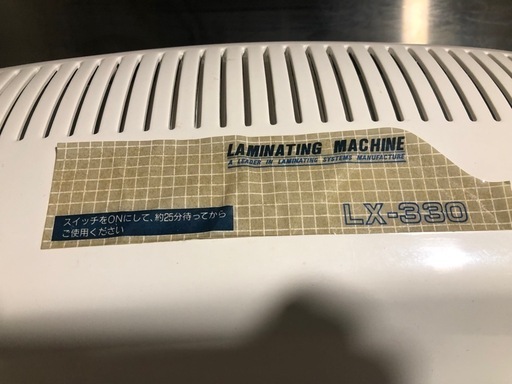 LAMINATING MACHINE
A LEADER IN LAMINATING SYSTEMS MANUFACTURE
LX-330
スイッチをONにして、約25分待ってから
ご使用ください